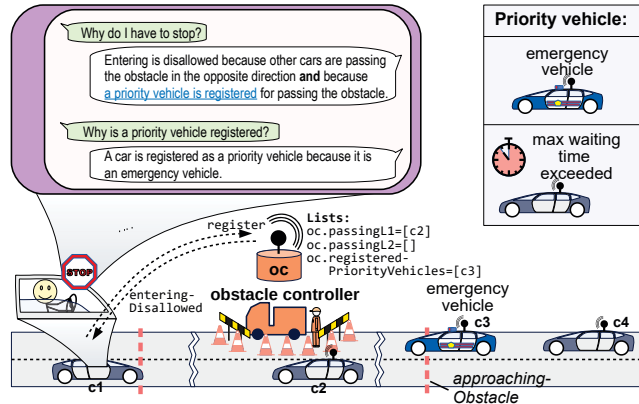 Why do I have to stop?
Entering is disallowed because other cars are passing
the obstacle in the opposite direction and because
a priority vehicle is registered for passing the obstacle.
Why is a priority vehicle registered?
A car is registered as a priority vehicle because it is
an emergency vehicle.
...
Priority vehicle:
emergency
vehicle
max waiting
time
exceeded
STOP
register
entering-
Disallowed
OC
Lists:
oc.passingL1=[c2]
oc.passingL2=[]
oc.registered-
PriorityVehicles=[c3]
obstacle controller
emergency
vehicle
c3
c4
c1
c2
approaching-
Obstacle